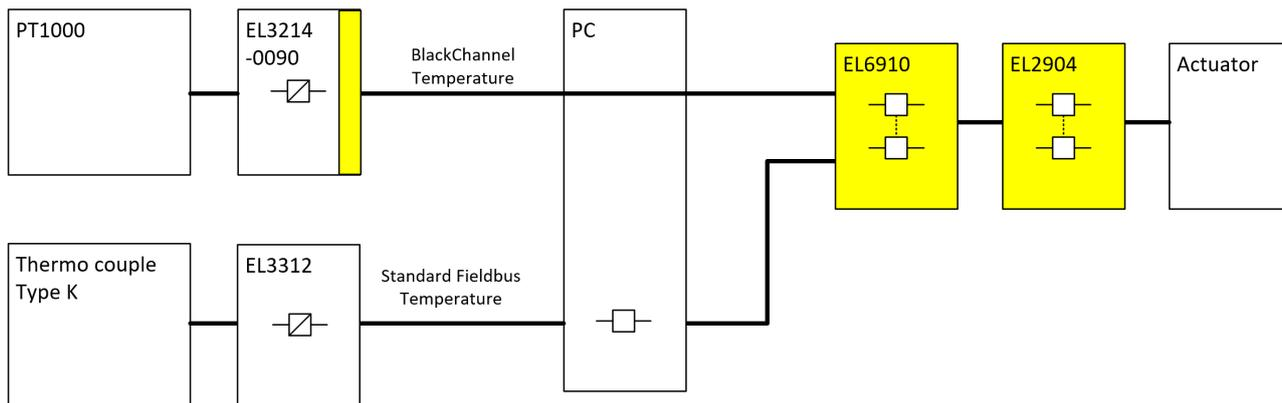 PT1000
EL3214
-0090
BlackChannel
Temperature
PC
EL6910
EL2904
Actuator
Thermo couple
Type K
EL3312
Standard Fieldbus
Temperature